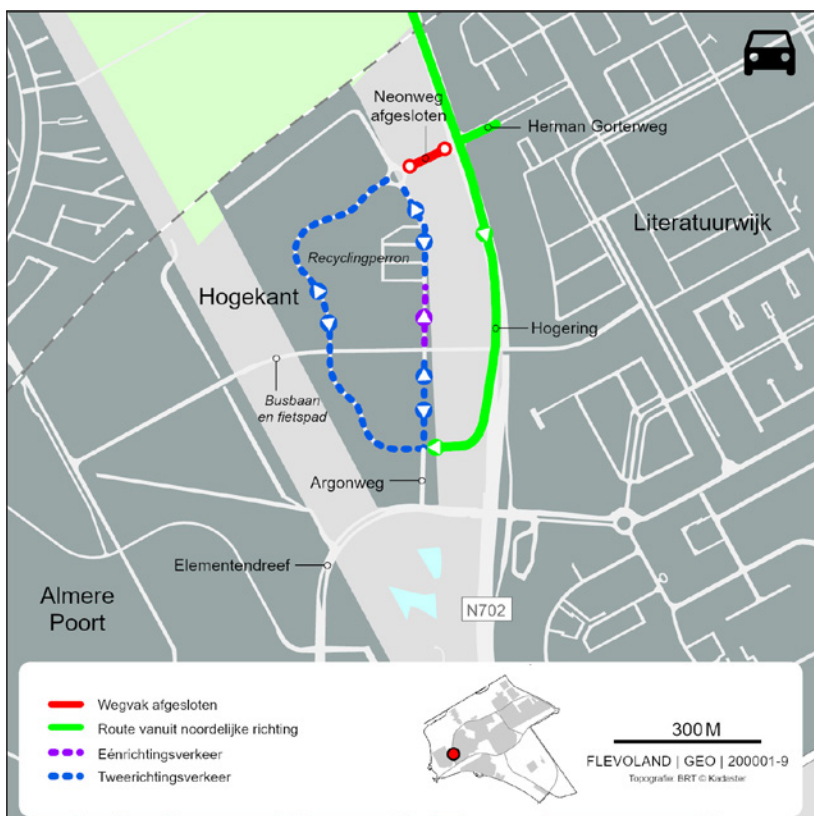 Neonweg
afgesloten
Herman Gorterweg
Literatuurwijk
Recyclingperron
Hogekant
Hogering
Busbaan
en fietspad
Argonweg
Elementendreef
Almere
Poort
N702
Wegvak afgesloten
Route vanuit noordelijke richting
Eénrichtingsverkeer
Tweerichtingsverkeer
300 M
FLEVOLAND | GEO | 200001-9
Topografie: BRT © Kadaster